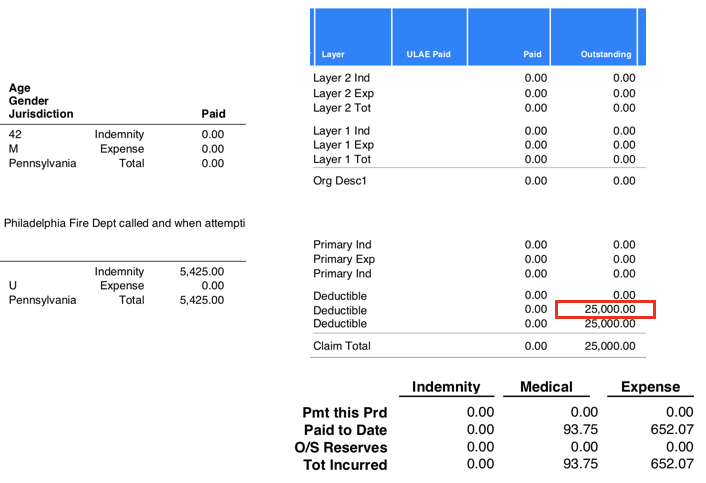 Age
Gender
Jurisdiction Paid
42 Indemnity 0.00
M Expense 0.00
Pennsylvania Total 0.00
Philadelphia Fire Dept called and when attempti
Indemnity 5,425.00
U Expense 0.00
Pennsylvania Total 5,425.00
Layer ULAE Paid Paid Outstanding
Layer 2 Ind 0.00 0.00
Layer 2 Exp 0.00 0.00
Layer 2 Tot 0.00 0.00
Layer 1 Ind 0.00 0.00
Layer 1 Exp 0.00 0.00
Layer 1 Tot 0.00 0.00
Org Desc1 0.00 0.00
Primary Ind 0.00 0.00
Primary Exp 0.00 0.00
Primary Ind 0.00 0.00
Deductible 0.00 0.00
Deductible 0.00 25,000.00
Deductible 0.00 25,000.00
Claim Total 0.00 25,000.00
Indemnity Medical Expense
Pmt this Prd 0.00 0.00 0.00
Paid to Date 0.00 93.75 652.07
O/S Reserves 0.00 0.00 0.00
Tot Incurred 0.00 93.75 652.07